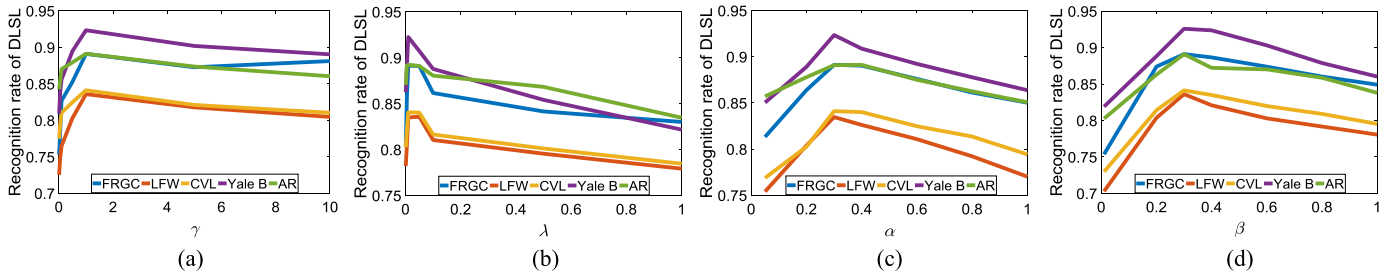 Recognition rate of DLSL
0.95
0.9
0.85
0.8
0.75
0.7
FRGC LFW CVL Yale B AR
0 2 4 6 8 10
γ
(a)
Recognition rate of DLSL
0.95
0.9
0.85
0.8
0.75
FRGC LFW CVL Yale B AR
0 0.2 0.4 0.6 0.8 1
λ
(b)
Recognition rate of DLSL
0.95
0.9
0.85
0.8
0.75
FRGC LFW CVL Yale B AR
0 0.2 0.4 0.6 0.8 1
α
(c)
Recognition rate of DLSL
0.95
0.9
0.85
0.8
0.75
0.7
FRGC LFW CVL Yale B AR
0 0.2 0.4 0.6 0.8 1
β
(d)